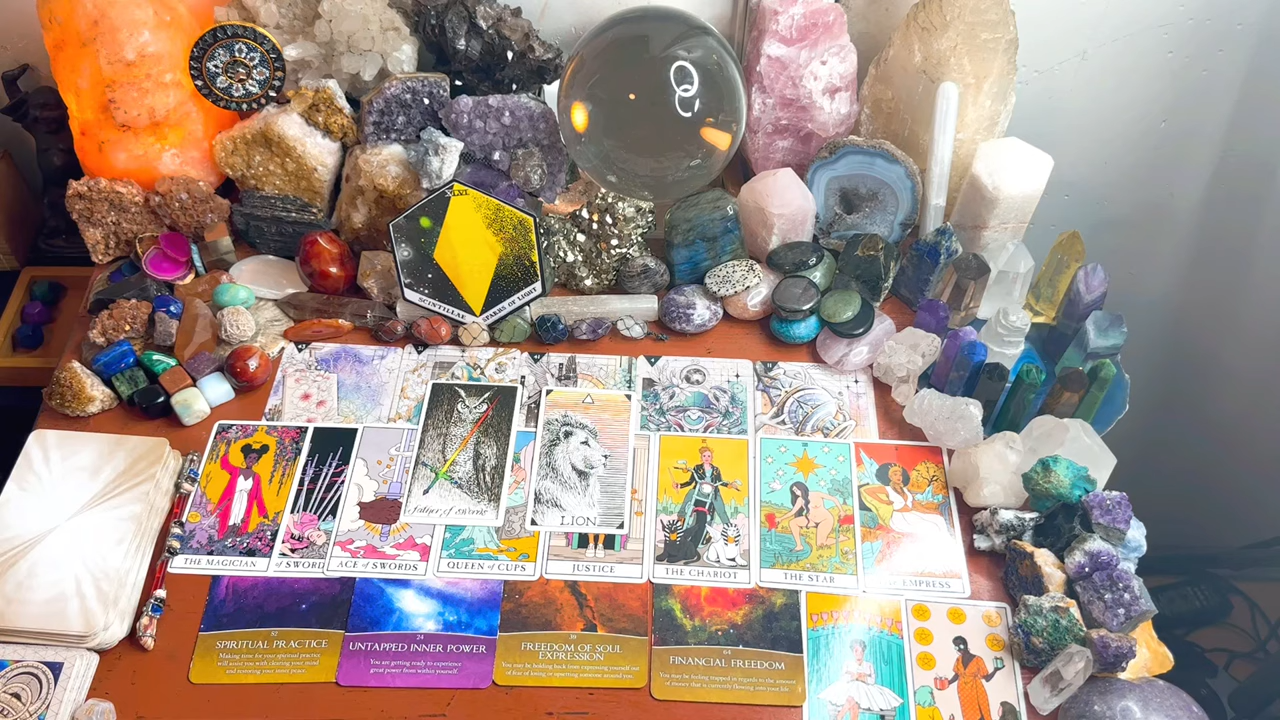 XLVI
SCINTILLAE SPARKS OF LIGHT
Father of Swords
LION
THE MAGICIAN
of SWORDS
ACE of SWORDS
QUEEN of CUPS
JUSTICE
THE CHARIOT
THE STAR
EMPRESS
52
SPIRITUAL PRACTICE
Making time for your spiritual practice
will assist you with clearing your mind
and restoring your inner peace.
24
UNTAPPED INNER POWER
You are getting ready to experience
great power from within yourself.
FREEDOM OF SOUL
EXPRESSION
You may be holding back from expressing yourself out
of fear of losing or upsetting someone around you.
64
FINANCIAL FREEDOM
You may be feeling trapped in regards to the amount
of money that is currently flowing into your life.